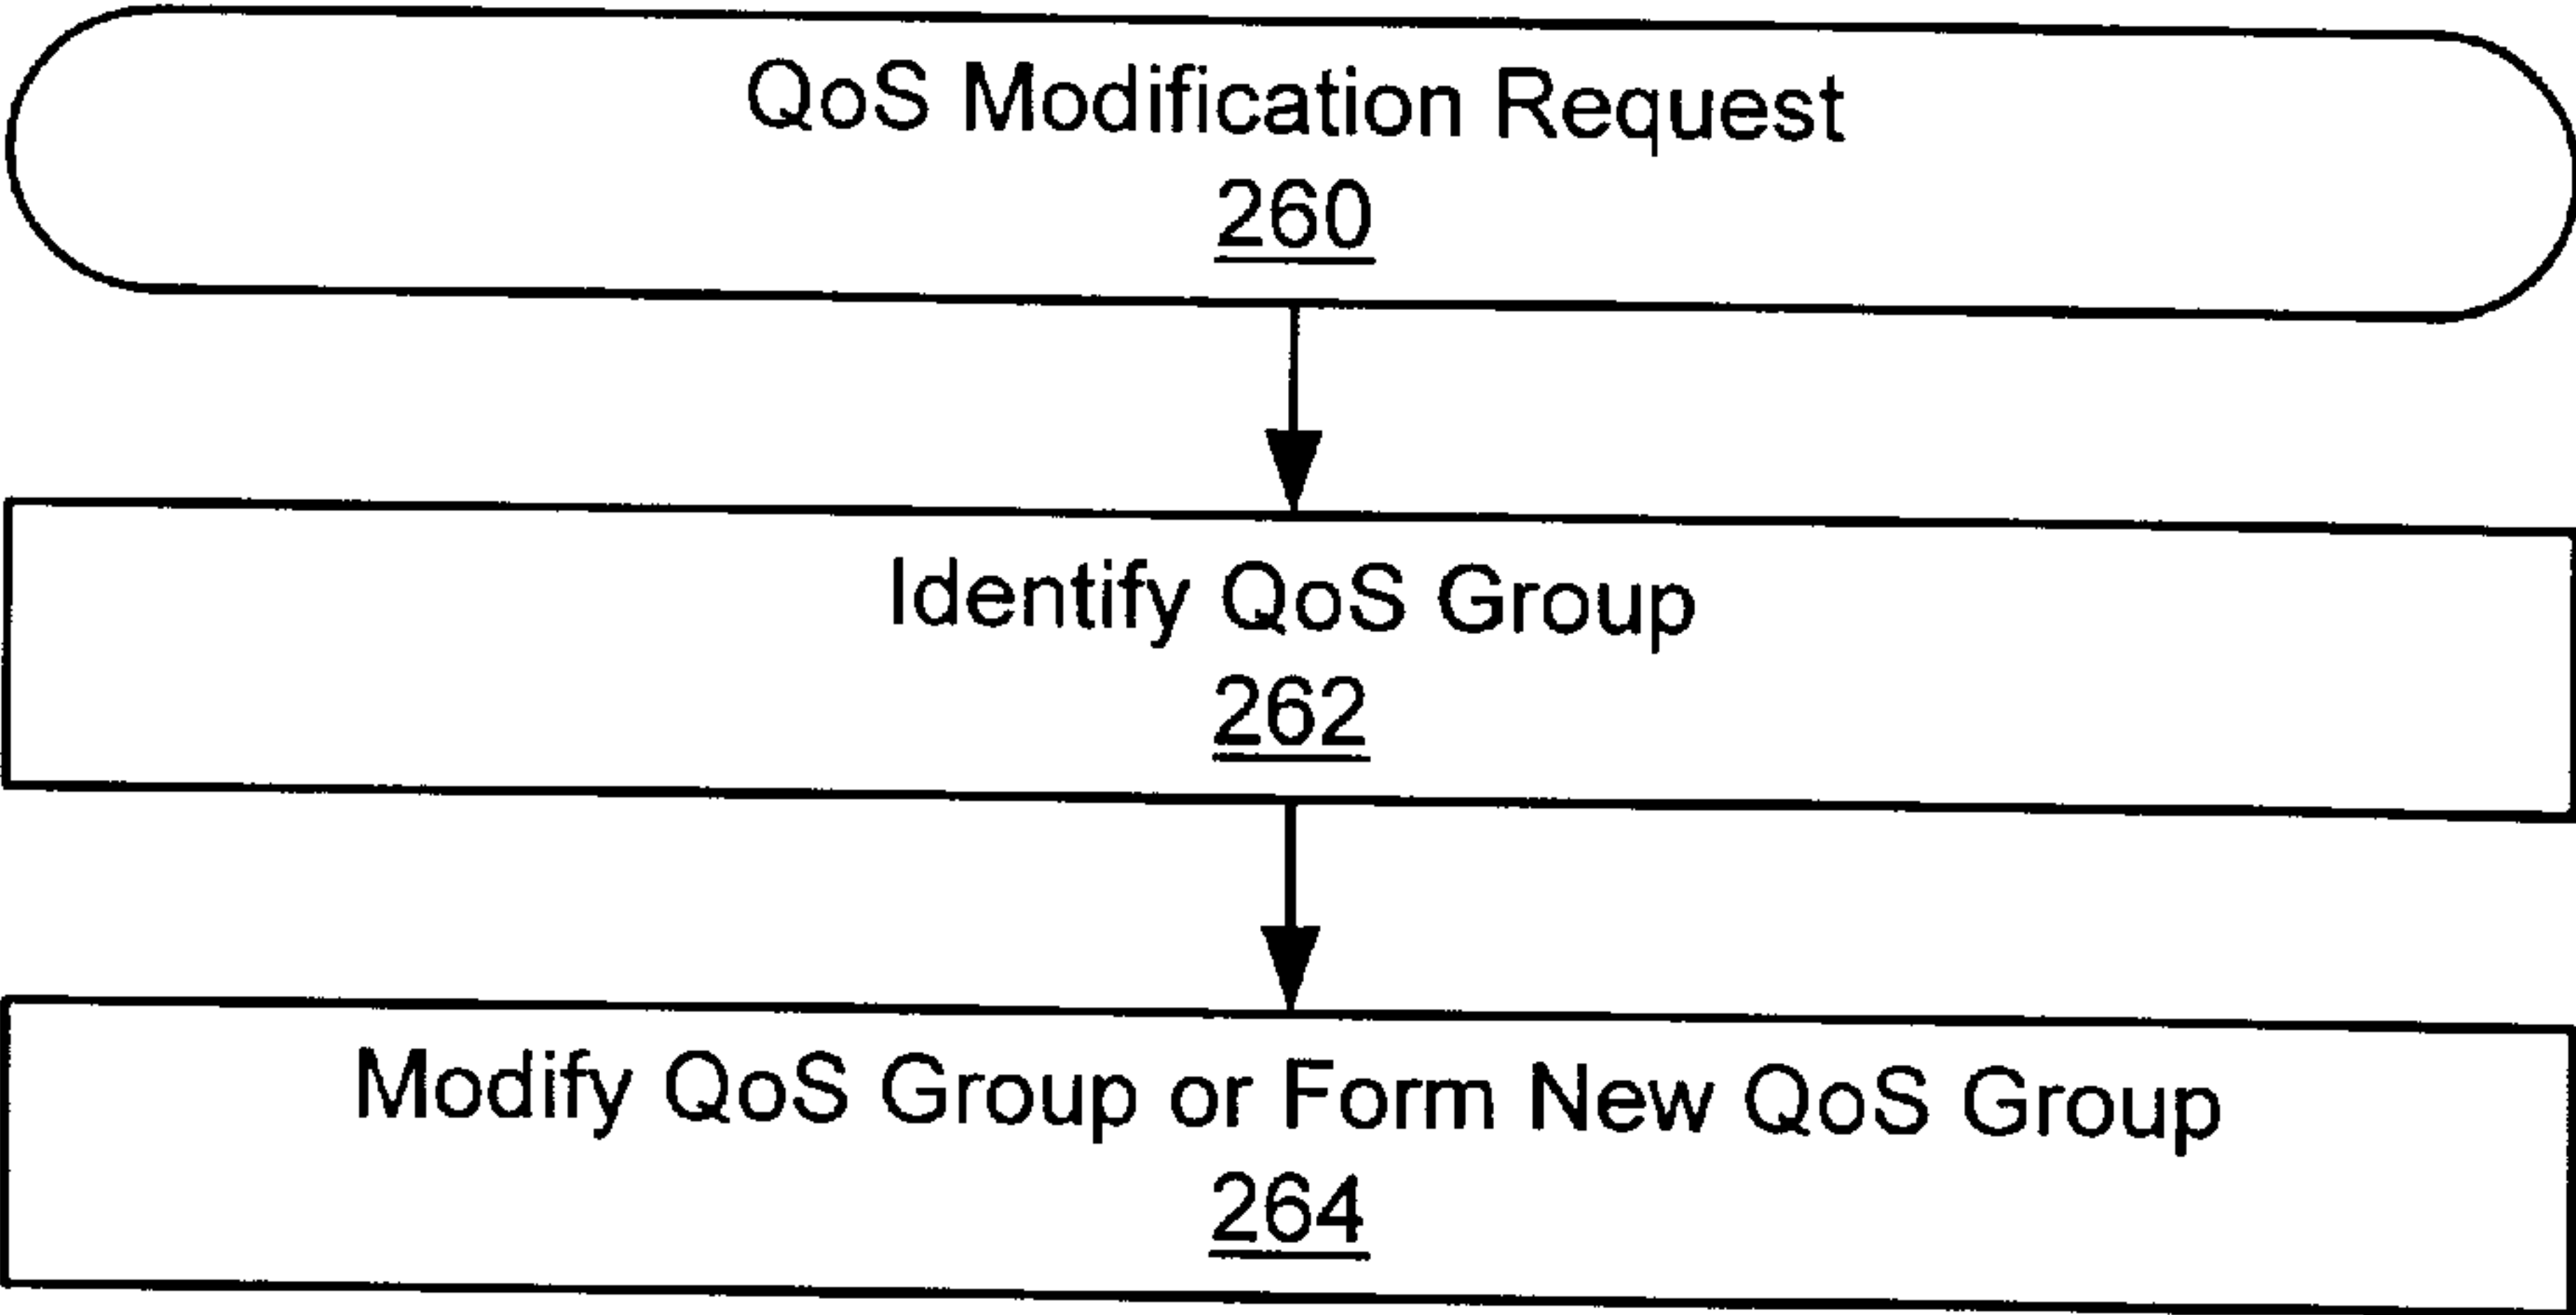 QoS Modification Request
260
Identify QoS Group
262
Modify QoS Group or Form New QoS Group
264